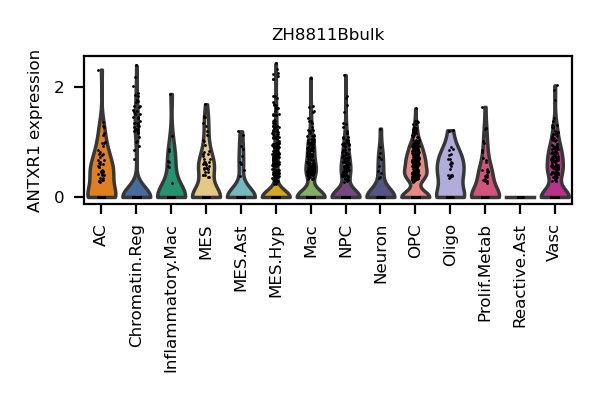 ZH8811Bbulk
ANTXR1 expression
2
0
AC
Chromatin.Reg
Inflammatory.Mac
MES
MES.Ast
MES.Hyp
Mac
NPC
Neuron
OPC
Oligo
Prolif.Metab
Reactive.Ast
Vasc